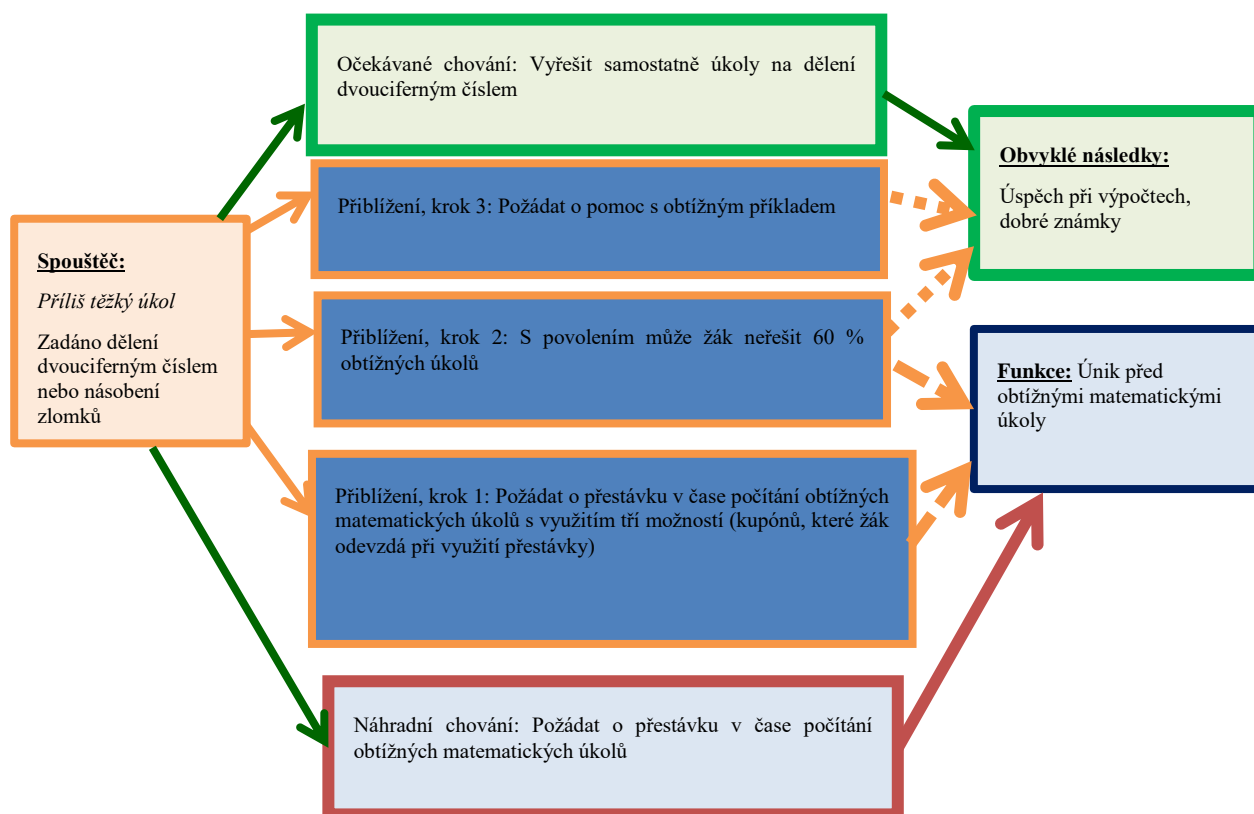 Očekávané chování: Vyřešit samostatně úkoly na dělení
dvouciferným číslem
Přiblížení, krok 3: Požádat o pomoc s obtížným příkladem
Spouštěč:
Příliš těžký úkol
Zadáno dělení
dvouciferným číslem
nebo násobení
zlomků
Přiblížení, krok 2: S povolením může žák neřešit 60 %
obtížných úkolů
Přiblížení, krok 1: Požádat o přestávku v čase počítání obtížných
matematických úkolů s využitím tří možností (kupónů, které žák
odevzdá při využití přestávky)
Náhradní chování: Požádat o přestávku v čase počítání
obtížných matematických úkolů
Obvyklé následky:
Úspěch při výpočtech,
dobré známky
Funkce: Únik před
obtížnými matematickými
úkoly